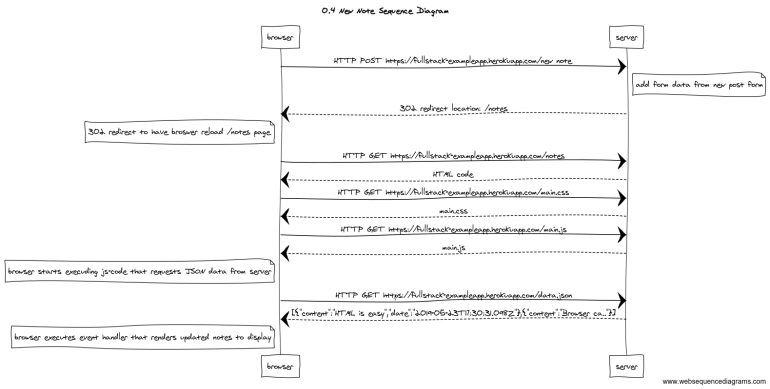 0.4 New Note Sequence Diagram
browser
server
HTTP POST https://fullstack-exampleapp.herokuapp.com/new note
add form data from new post form
302 redirect location: /notes
302 redirect to have broswer reload /notes page
HTTP GET https://fullstack-exampleapp.herokuapp.com/notes
HTML code
HTTP GET https://fullstack-exampleapp.herokuapp.com/main.css
main.css
HTTP GET https://fullstack-exampleapp.herokuapp.com/main.js
main.js
browser starts executing js-code that requests JSON data from server
HTTP GET https://fullstack-exampleapp.herokuapp.com/data.json
[{"content":"HTML is easy","date":"2019-05-23T17:30:31.098Z"},{"content":"Browser ca..."}]
browser executes event handler that renders updated notes to display
browser
server
www.websequencediagrams.com